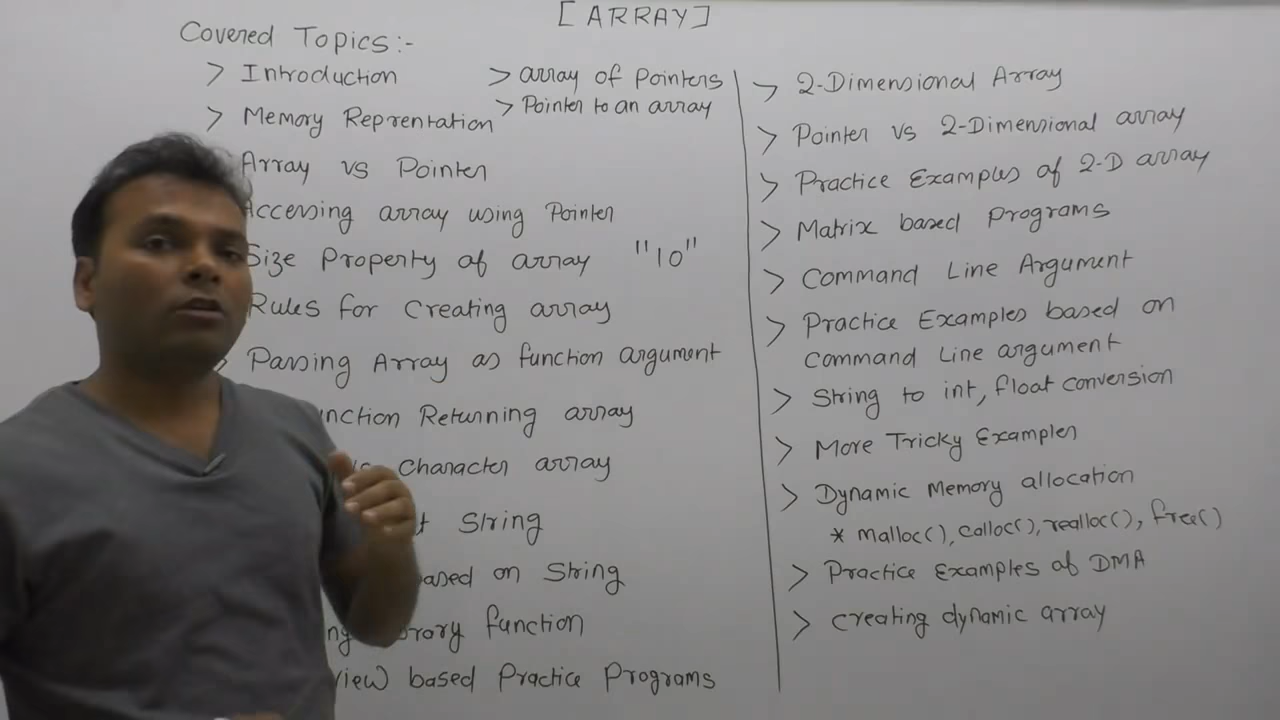 [ARRAY]
Covered Topics:-
> Introduction
> Memory Reprentation
Array vs Pointer
Accessing array using Pointer
Size Property of array "10"
Rules for Creating array
> Passing Array as function argument
nction Returning array
Character array
String
ased on String
rary function
view based Practice Programs
> array of Pointers
> Pointer to an array
> 2-Dimensional Array
> Pointer vs 2-Dimensional array
> Practice Examples of 2-D array
> Matrix based Programs
> Command Line Argument
> Practice Examples based on
Command Line argument
> String to int, float conversion
> More Tricky Examples
> Dynamic Memory allocation
* malloc(), calloc(), realloc(), free()
> Practice Examples of DMA
> Creating dynamic array